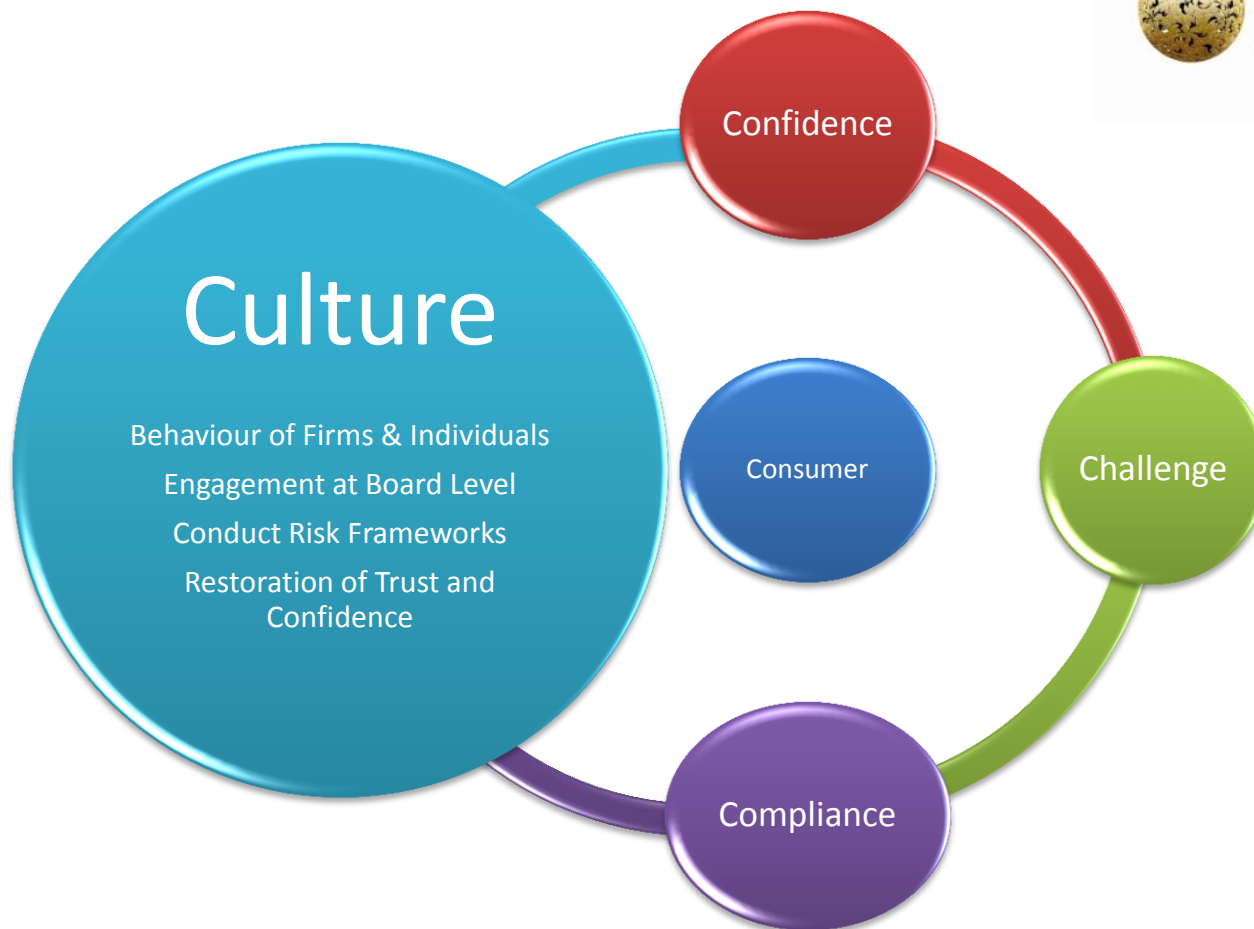 Confidence
Culture
Behaviour of Firms & Individuals
Engagement at Board Level
Conduct Risk Frameworks
Restoration of Trust and
Confidence
Consumer
Challenge
Compliance